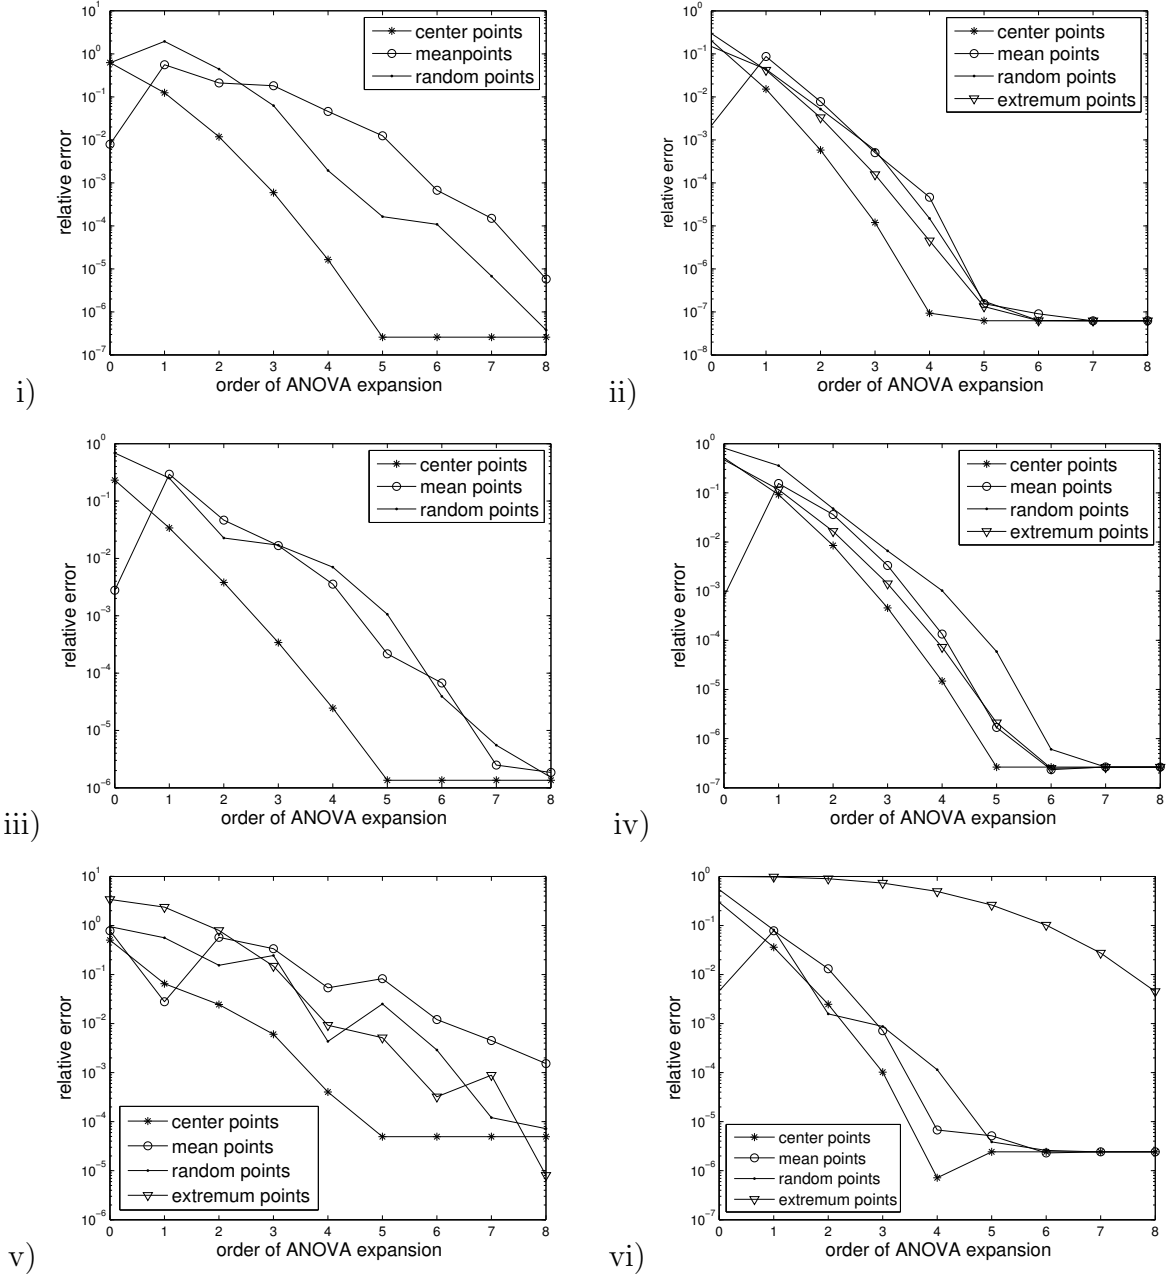 10^1
10^0
10^−1
10^−2
10^−3
10^−4
10^−5
10^−6
10^−7
relative error
center points
meanpoints
random points
0 1 2 3 4 5 6 7 8
order of ANOVA expansion
i)
10^0
10^−1
10^−2
10^−3
10^−4
10^−5
10^−6
10^−7
10^−8
relative error
center points
mean points
random points
extremum points
0 1 2 3 4 5 6 7 8
order of ANOVA expansion
ii)
10^0
10^−1
10^−2
10^−3
10^−4
10^−5
10^−6
relative error
center points
mean points
random points
0 1 2 3 4 5 6 7 8
order of ANOVA expansion
iii)
10^0
10^−1
10^−2
10^−3
10^−4
10^−5
10^−6
10^−7
relative error
center points
mean points
random points
extremum points
0 1 2 3 4 5 6 7 8
order of ANOVA expansion
iv)
10^1
10^0
10^−1
10^−2
10^−3
10^−4
10^−5
10^−6
relative error
center points
mean points
random points
extremum points
0 1 2 3 4 5 6 7 8
order of ANOVA expansion
v)
10^0
10^−1
10^−2
10^−3
10^−4
10^−5
10^−6
10^−7
relative error
center points
mean points
random points
extremum points
0 1 2 3 4 5 6 7 8
order of ANOVA expansion
vi)